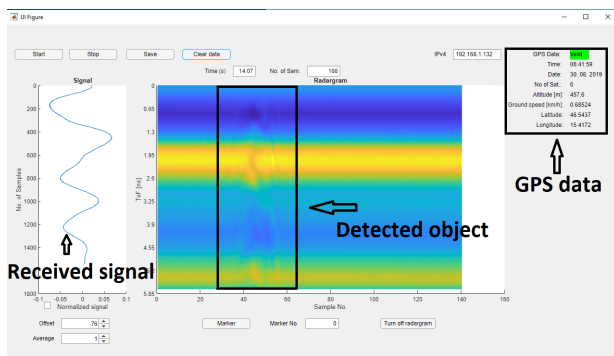 UI Figure
Start Stop Save Clear data IPv4 192.168.1.132
Time (s) 14.07 No. of Sam. 168
GPS Data: Valid
Time: 06:41:59
Date: 30. 08. 2019
No of Sat.: 6
Altitude [m]: 457.6
Ground speed [km/h]: 0.68524
Latitude: 46.5437
Longitude: 15.4172
GPS data
Signal
0
200
400
600
800
1000
1200
1400
1600
No. of Samples
-0.1 -0.05 0 0.05 0.1
Received signal
Radargram
0
0.65
1.3
1.95
2.6
3.25
3.9
4.55
5.2
5.85
ToF [ns]
0 20 40 60 80 100 120 140 160
Sample No.
Detected object
Normalized signal
Offset 76
Average 1
Marker Marker No. 0 Turn off radargram